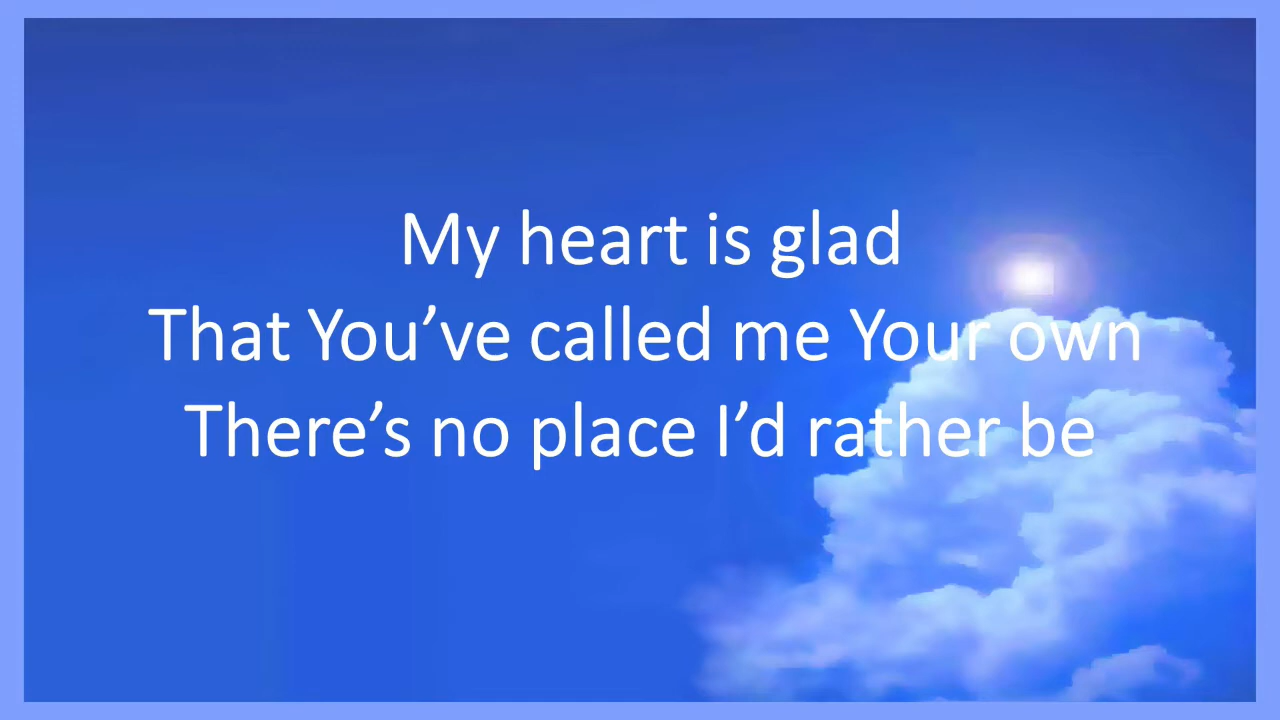 My heart is glad
That You’ve called me Your own
There’s no place I’d rather be